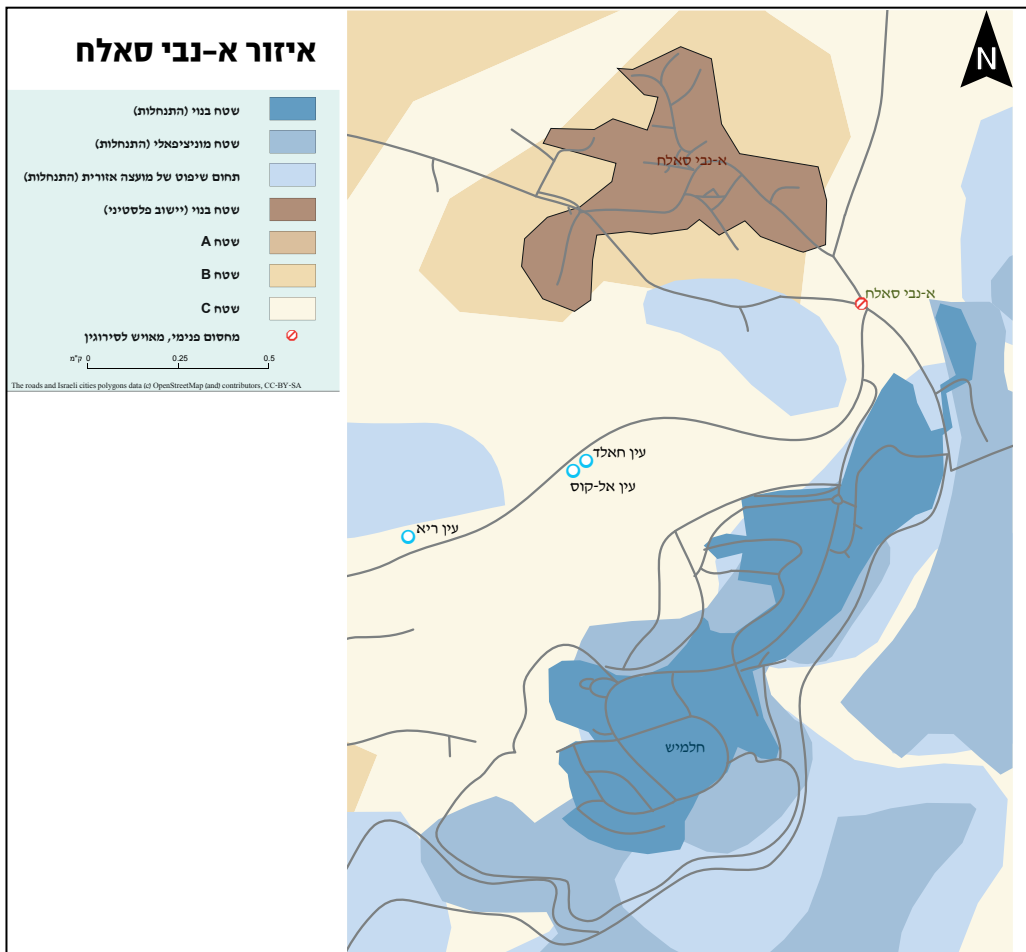 איזור א-נבי סאלח
שטח בנוי (התנחלות)
שטח מוניציפאלי (התנחלות)
תחום שיפוט של מועצה אזורית (התנחלות)
שטח בנוי (יישוב פלסטיני)
שטח A
שטח B
שטח C
מחסום פנימי, מאויש לסירוגין
ק"מ 0 0.25 0.5
The roads and Israeli cities polygons data (c) OpenStreetMap (and) contributors, CC-BY-SA
N
א-נבי סאלח
א-נבי סאלח
עין חאלד
עין אל-קוס
עין ריא
חלמיש